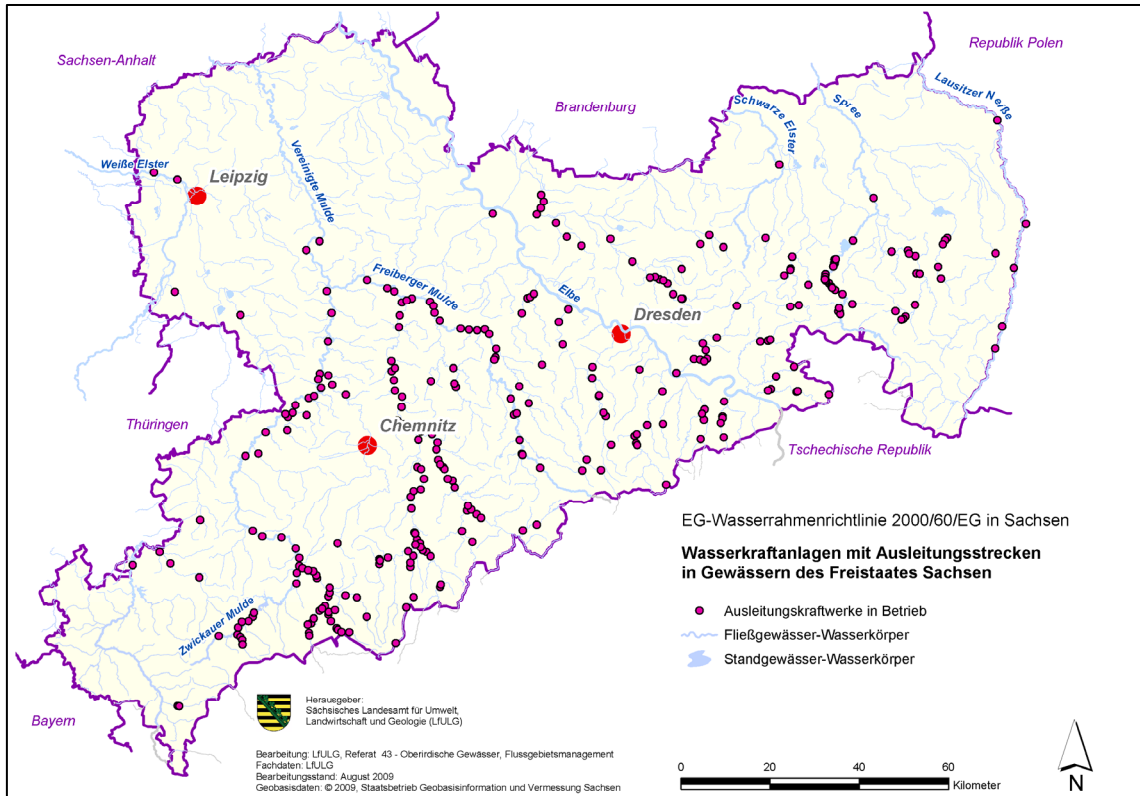 Republik Polen
Sachsen-Anhalt
Lausitzer Neiße
Brandenburg
Schwarze Elster
Spree
Vereinigte Mulde
Weiße Elster
Leipzig
Freiberger Mulde
Elbe
Dresden
Thüringen
Chemnitz
Tschechische Republik
Zwickauer Mulde
Bayern
EG-Wasserrahmenrichtlinie 2000/60/EG in Sachsen
Wasserkraftanlagen mit Ausleitungsstrecken
in Gewässern des Freistaates Sachsen
Ausleitungskraftwerke in Betrieb
Fließgewässer-Wasserkörper
Standgewässer-Wasserkörper
Herausgeber:
Sächsisches Landesamt für Umwelt,
Landwirtschaft und Geologie (LfULG)
Bearbeitung: LfULG, Referat 43 - Oberirdische Gewässer, Flussgebietsmanagement
Fachdaten: LfULG
Bearbeitungsstand: August 2009
Geobasisdaten: © 2009, Staatsbetrieb Geobasisinformation und Vermessung Sachsen
0 20 40 60
Kilometer
N